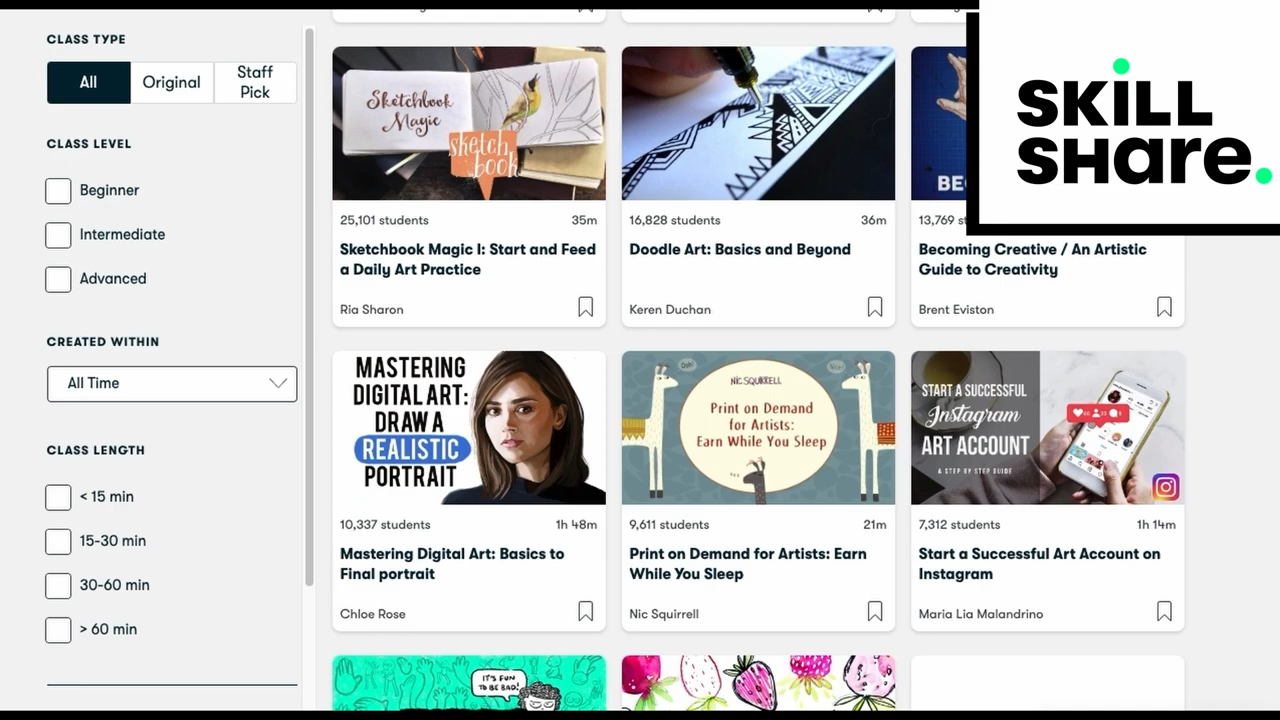 CLASS TYPE
All
Original
Staff
Pick
CLASS LEVEL
Beginner
Intermediate
Advanced
CREATED WITHIN
All Time
CLASS LENGTH
< 15 min
15-30 min
30-60 min
> 60 min
Sketchbook
Magic
sketch
book
25,101 students
35m
Sketchbook Magic I: Start and Feed
a Daily Art Practice
Ria Sharon
16,828 students
36m
Doodle Art: Basics and Beyond
Keren Duchan
BEC
13,769 st
Becoming Creative / An Artistic
Guide to Creativity
Brent Eviston
SKiLL
SHare.
MASTERING
DIGITAL ART:
DRAW A
REALISTIC
PORTRAIT
10,337 students
1h 48m
Mastering Digital Art: Basics to
Final portrait
Chloe Rose
NIC SQUIRRELL
Print on Demand
for Artists:
Earn While You Sleep
9,611 students
21m
Print on Demand for Artists: Earn
While You Sleep
Nic Squirrell
START A SUCCESSFUL
Instagram
ART ACCOUNT
A STEP BY STEP GUIDE
7,312 students
1h 14m
Start a Successful Art Account on
Instagram
Maria Lia Malandrino
IT'S FUN
TO BE BAD!